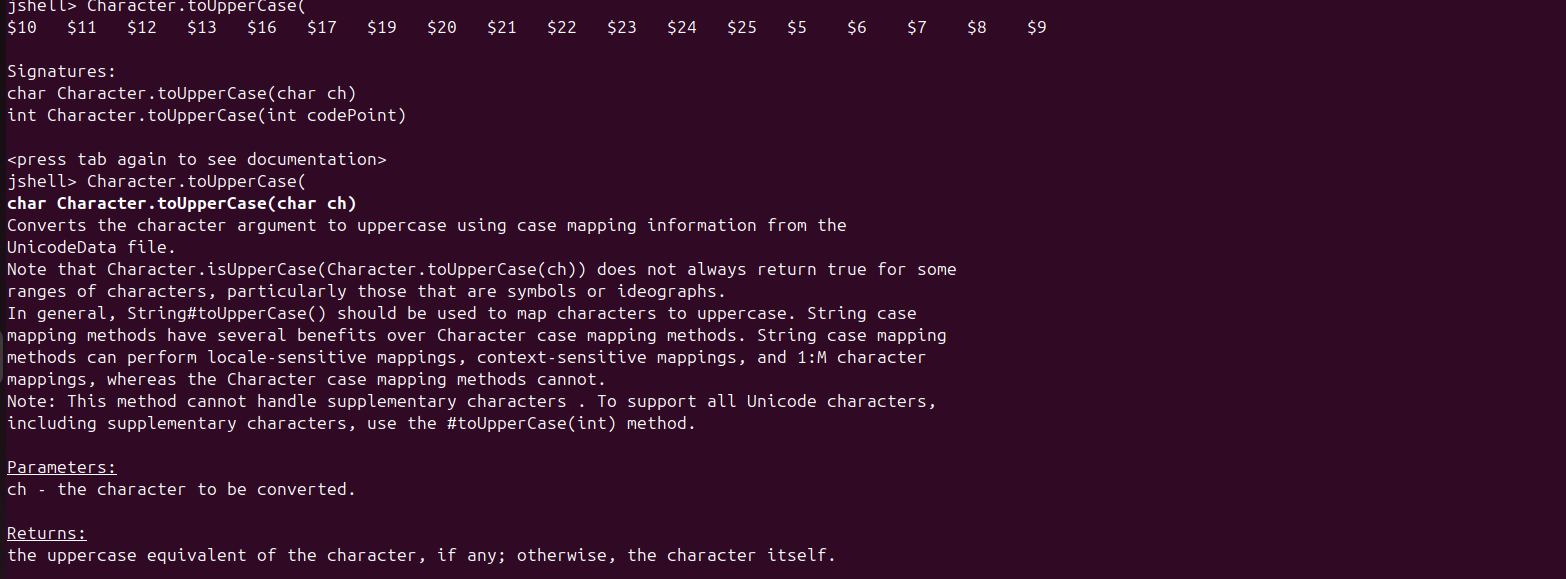 jshell> Character.toUpperCase(
$10   $11   $12   $13   $16   $17   $19   $20   $21   $22   $23   $24   $25   $5    $6    $7    $8    $9
Signatures:
char Character.toUpperCase(char ch)
int Character.toUpperCase(int codePoint)
<press tab again to see documentation>
jshell> Character.toUpperCase(
char Character.toUpperCase(char ch)
Converts the character argument to uppercase using case mapping information from the
UnicodeData file.
Note that Character.isUpperCase(Character.toUpperCase(ch)) does not always return true for some
ranges of characters, particularly those that are symbols or ideographs.
In general, String#toUpperCase() should be used to map characters to uppercase. String case
mapping methods have several benefits over Character case mapping methods. String case mapping
methods can perform locale-sensitive mappings, context-sensitive mappings, and 1:M character
mappings, whereas the Character case mapping methods cannot.
Note: This method cannot handle supplementary characters . To support all Unicode characters,
including supplementary characters, use the #toUpperCase(int) method.
Parameters:
ch - the character to be converted.
Returns:
the uppercase equivalent of the character, if any; otherwise, the character itself.